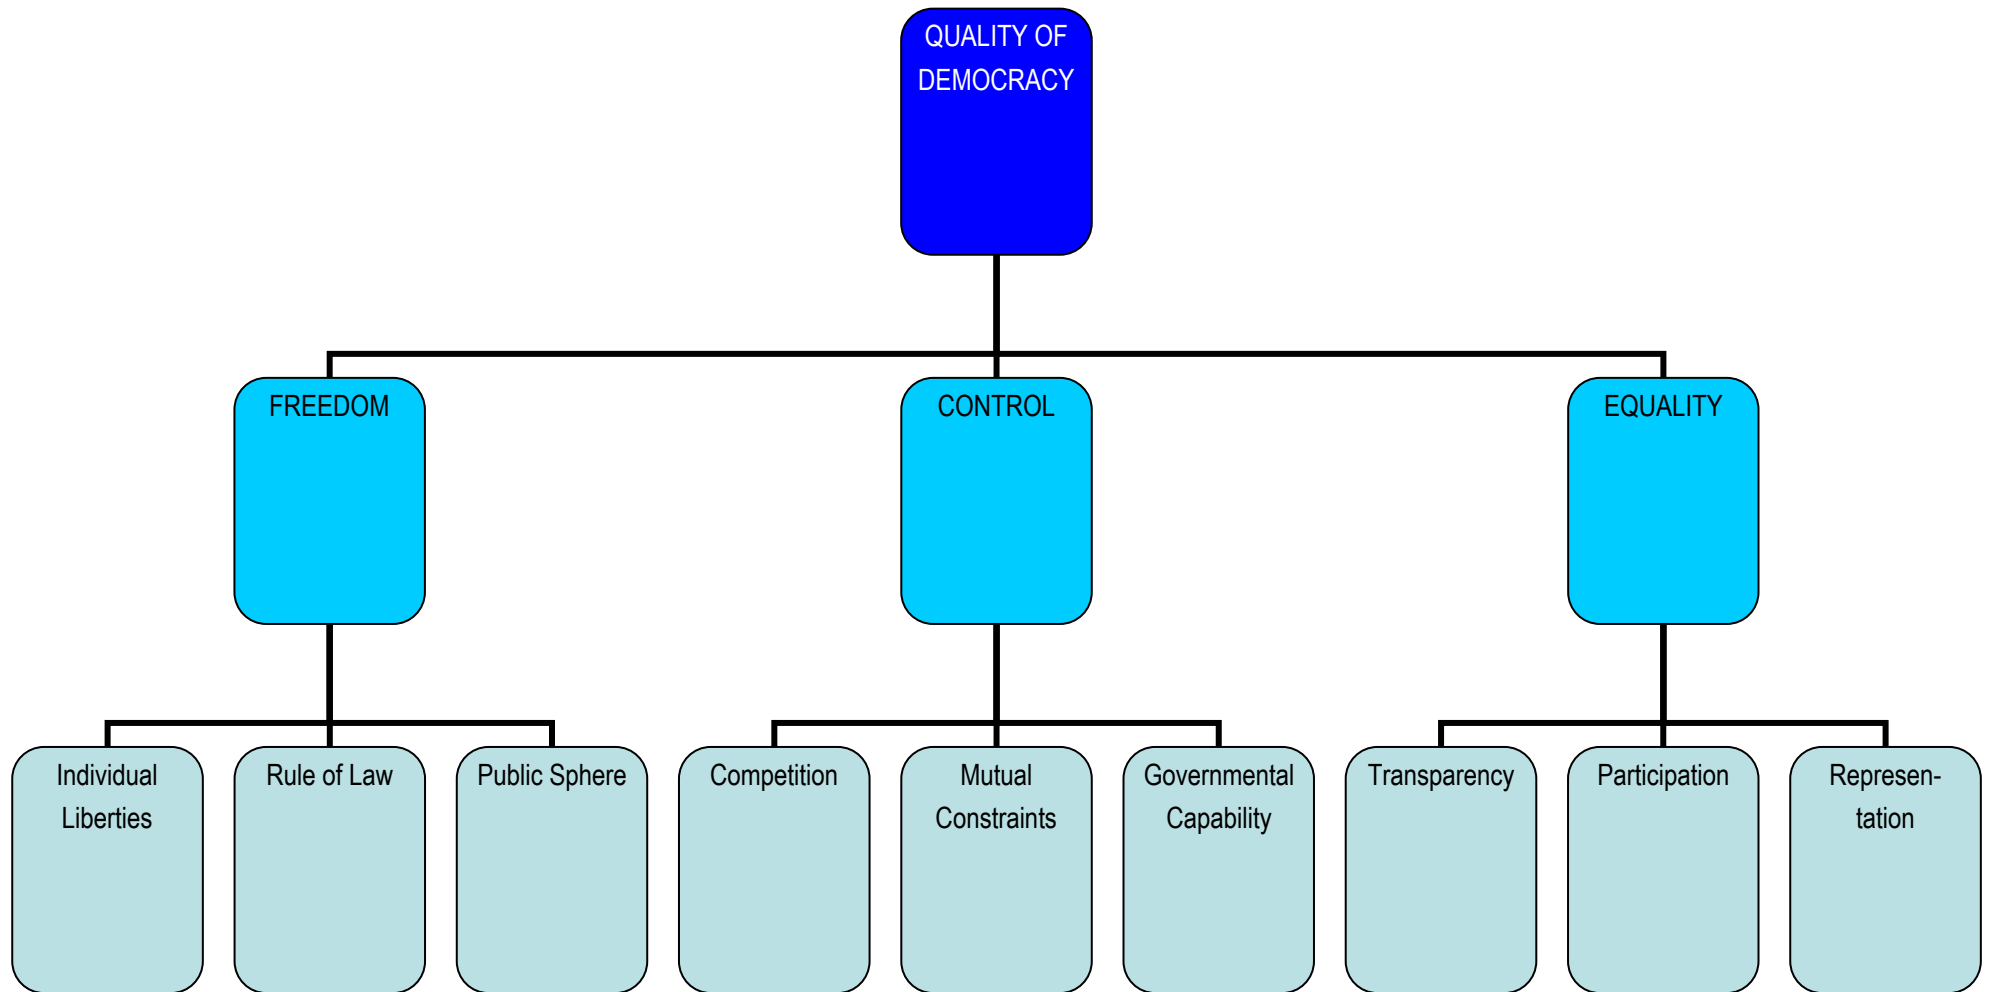 QUALITY OF
DEMOCRACY
FREEDOM
CONTROL
EQUALITY
Individual
Liberties
Rule of Law
Public Sphere
Competition
Mutual
Constraints
Governmental
Capability
Transparency
Participation
Represen-
tation